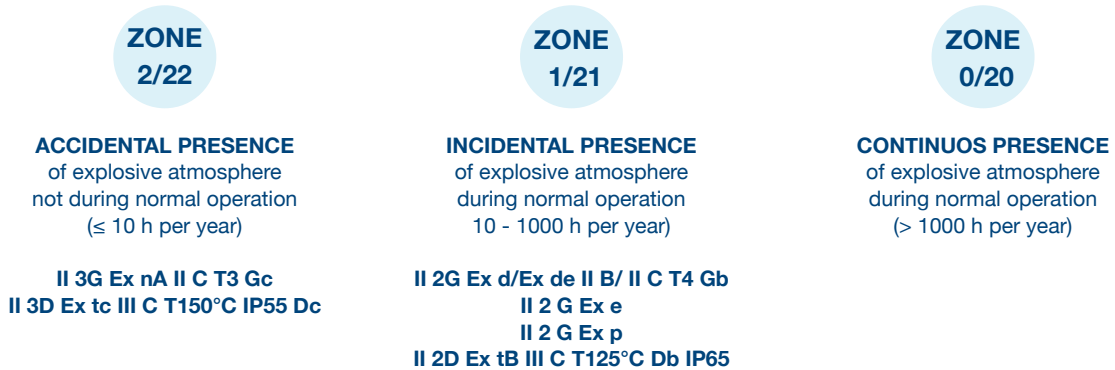 ZONE
2/22
ACCIDENTAL PRESENCE
of explosive atmosphere
not during normal operation
(≤ 10 h per year)
II 3G Ex nA II C T3 Gc
II 3D Ex tc III C T150°C IP55 Dc
ZONE
1/21
INCIDENTAL PRESENCE
of explosive atmosphere
during normal operation
10 - 1000 h per year)
II 2G Ex d/Ex de II B/ II C T4 Gb
II 2 G Ex e
II 2 G Ex p
II 2D Ex tB III C T125°C Db IP65
ZONE
0/20
CONTINUOS PRESENCE
of explosive atmosphere
during normal operation
(> 1000 h per year)